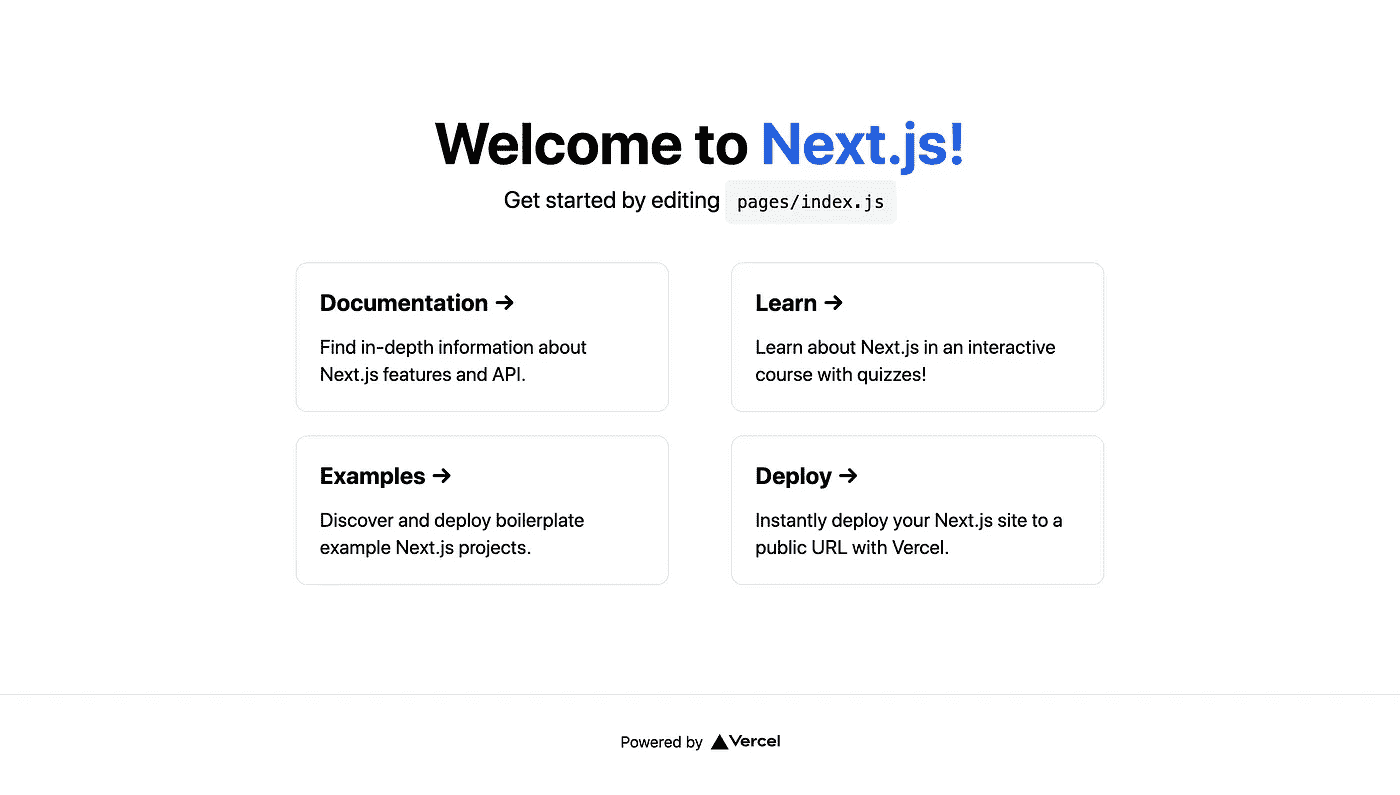 Welcome to Next.js!
Get started by editing pages/index.js
Documentation →
Find in-depth information about
Next.js features and API.
Learn →
Learn about Next.js in an interactive
course with quizzes!
Examples →
Discover and deploy boilerplate
example Next.js projects.
Deploy →
Instantly deploy your Next.js site to a
public URL with Vercel.
Powered by Vercel